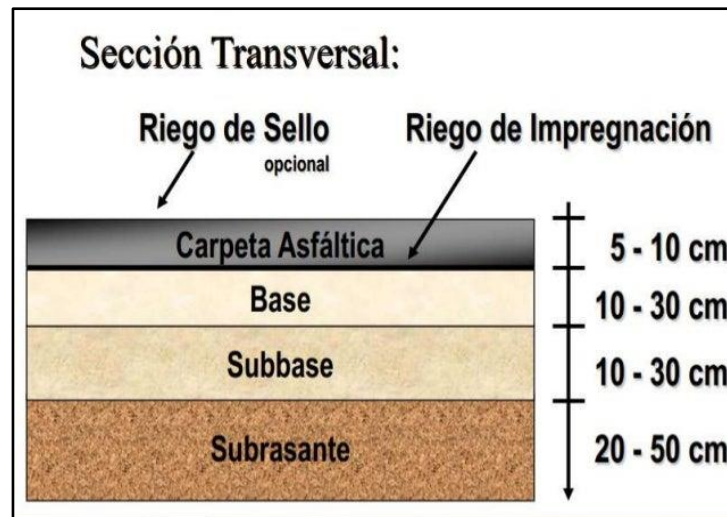 Sección Transversal:
Riego de Sello
opcional
Riego de Impregnación
Carpeta Asfáltica
5 - 10 cm
Base
10 - 30 cm
Subbase
10 - 30 cm
Subrasante
20 - 50 cm